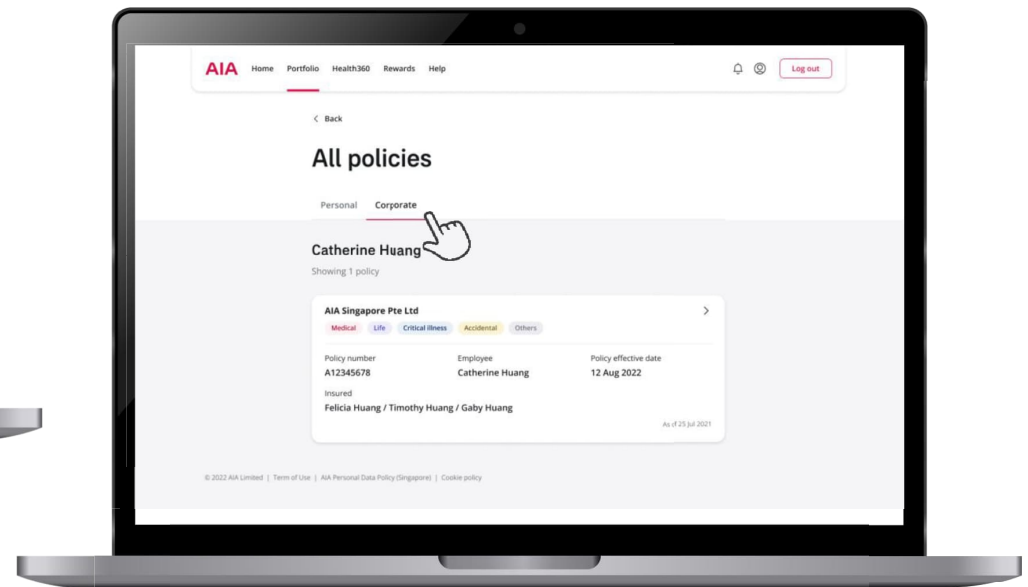 AIA Home Portfolio Health360 Rewards Help Log out
< Back
All policies
Personal Corporate
Catherine Huang
Showing 1 policy
AIA Singapore Pte Ltd >
Medical Life Critical illness Accidental Others
Policy number Employee Policy effective date
A12345678 Catherine Huang 12 Aug 2022
Insured
Felicia Huang / Timothy Huang / Gaby Huang
As of 25 Jul 2021
© 2022 AIA Limited | Term of Use | AIA Personal Data Policy (Singapore) | Cookie policy